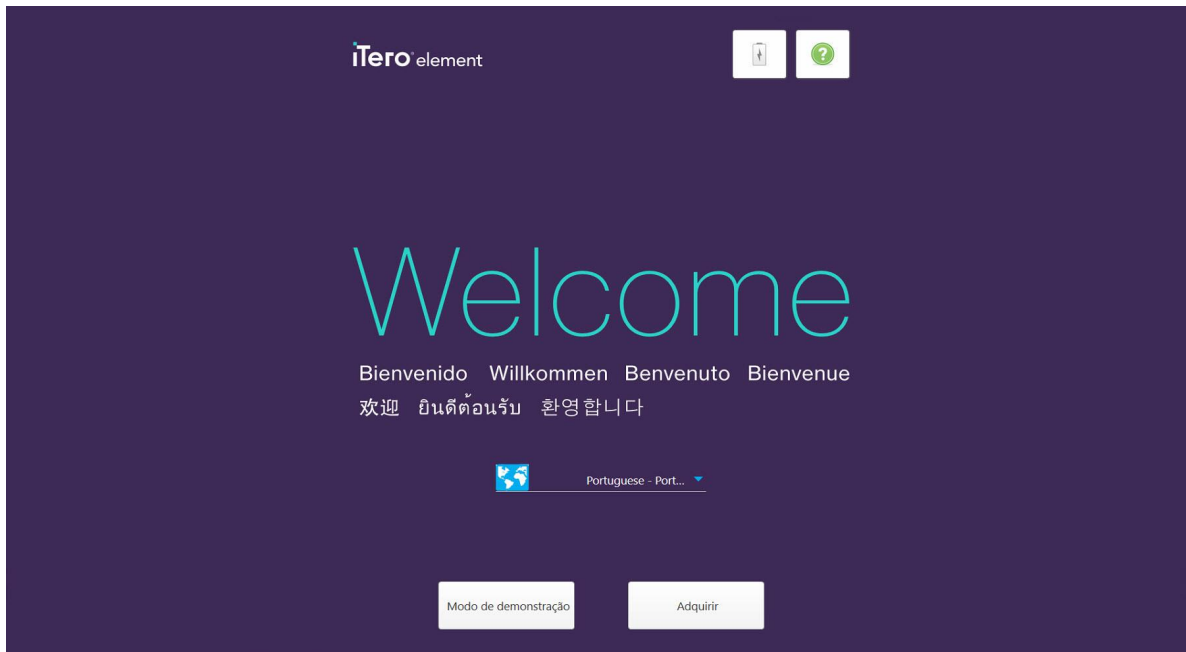 iTero element
?
Welcome
Bienvenido Willkommen Benvenuto Bienvenue
欢迎 ยินดีต้อนรับ 환영합니다
Portuguese - Port...
Modo de demonstração Adquirir